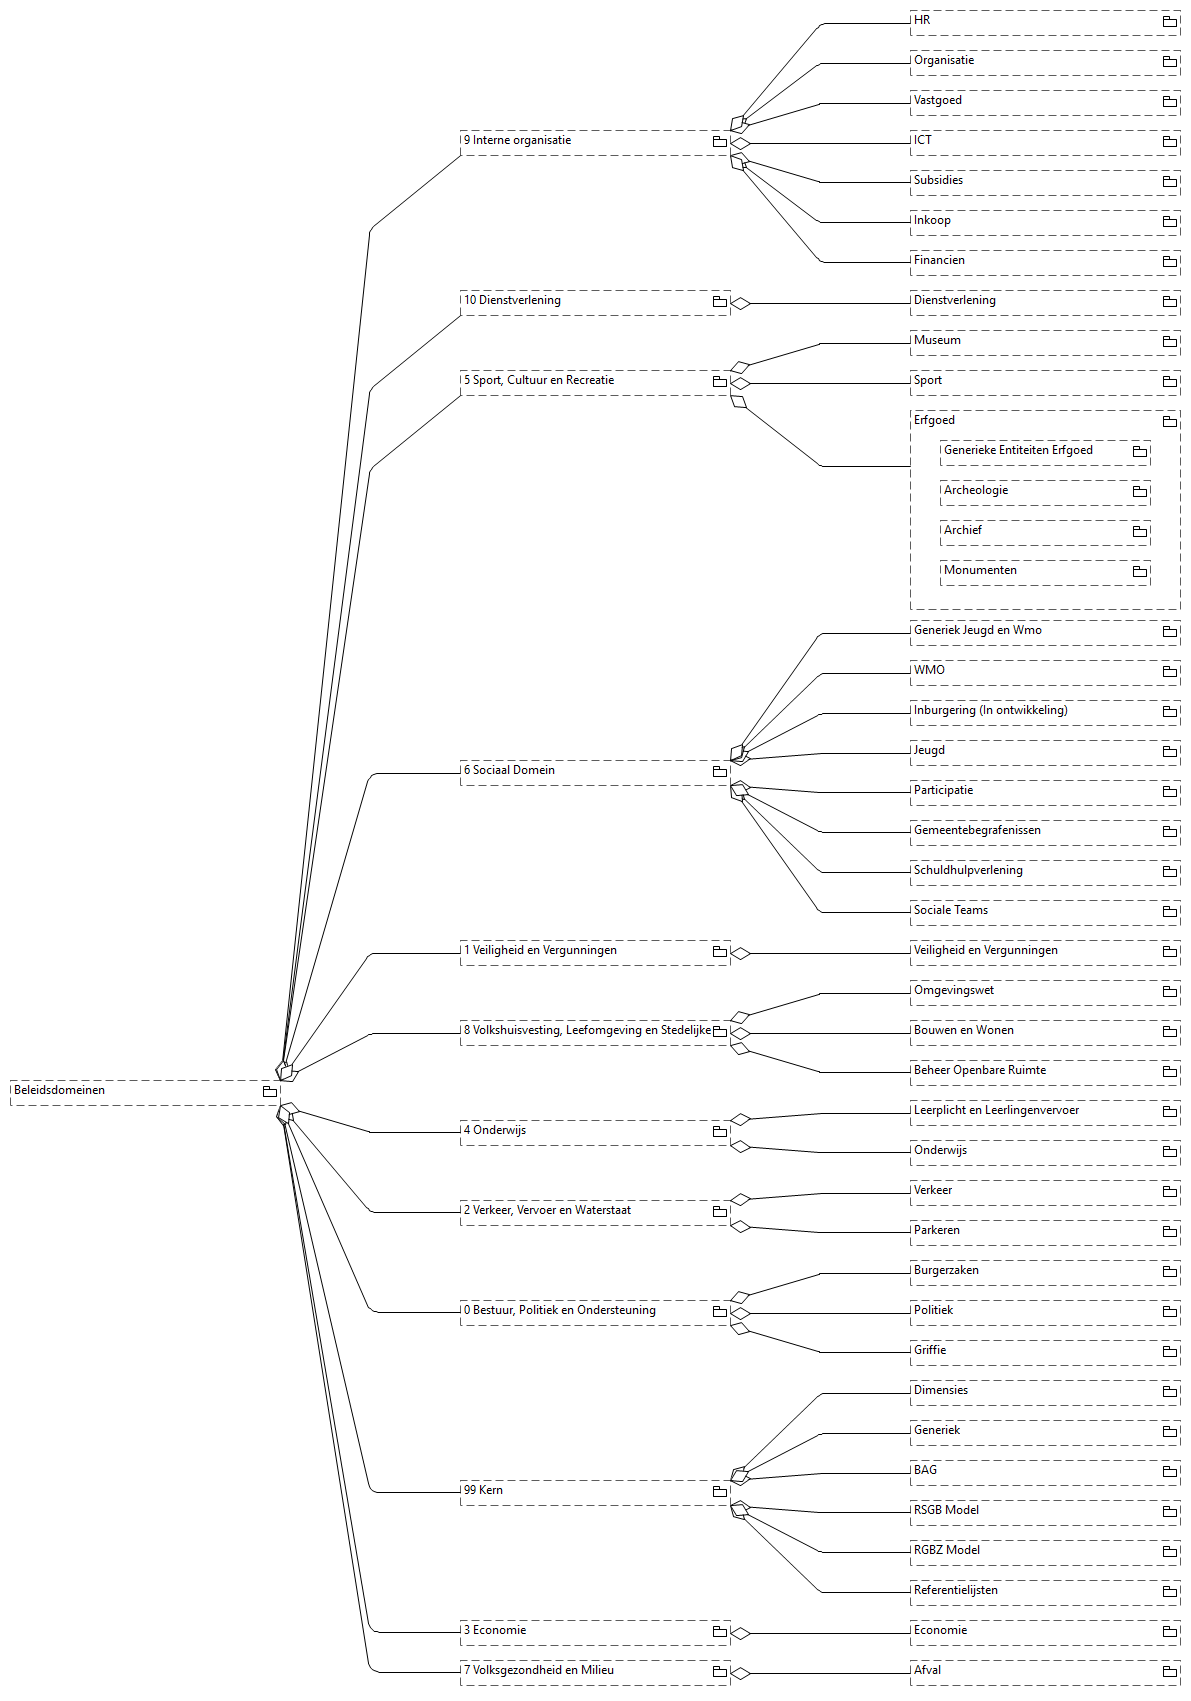 HR
Organisatie
Vastgoed
9 Interne organisatie
ICT
Subsidies
Inkoop
Financien
10 Dienstverlening
Dienstverlening
Museum
5 Sport, Cultuur en Recreatie
Sport
Erfgoed
Generieke Entiteiten Erfgoed
Archeologie
Archief
Monumenten
Generiek Jeugd en Wmo
WMO
Inburgering (In ontwikkeling)
Jeugd
6 Sociaal Domein
Participatie
Gemeentebegrafenissen
Schuldhulpverlening
Sociale Teams
1 Veiligheid en Vergunningen
Veiligheid en Vergunningen
Omgevingswet
8 Volkshuisvesting, Leefomgeving en Stedelijke
Bouwen en Wonen
Beheer Openbare Ruimte
Beleidsdomeinen
Leerplicht en Leerlingenvervoer
4 Onderwijs
Onderwijs
Verkeer
2 Verkeer, Vervoer en Waterstaat
Parkeren
Burgerzaken
0 Bestuur, Politiek en Ondersteuning
Politiek
Griffie
Dimensies
Generiek
BAG
99 Kern
RSGB Model
RGBZ Model
Referentielijsten
3 Economie
Economie
7 Volksgezondheid en Milieu
Afval